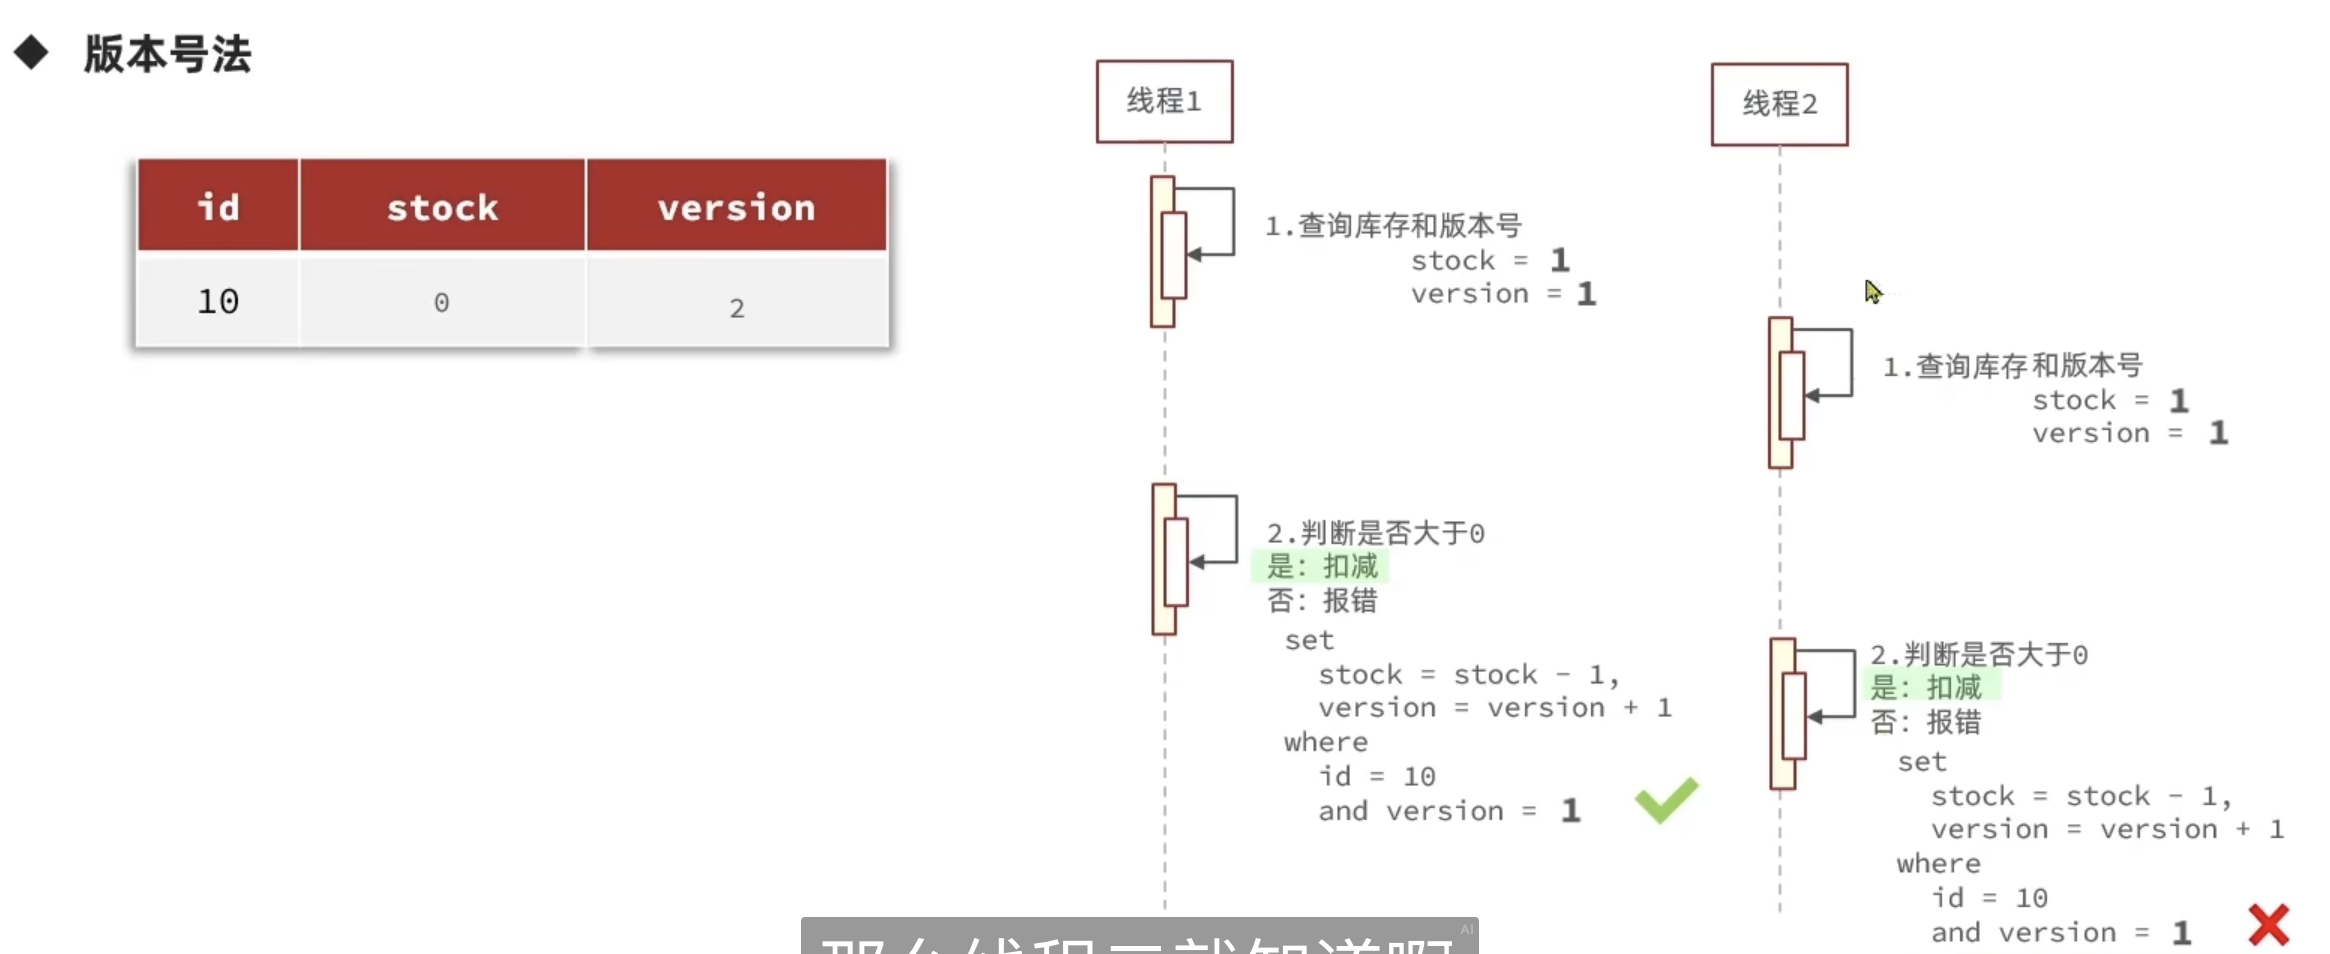 版本号法
id stock version
10 0 2
线程1
1.查询库存和版本号
stock = 1
version = 1
2.判断是否大于0
是：扣减
否：报错
set
stock = stock - 1,
version = version + 1
where
id = 10
and version = 1
线程2
1.查询库存和版本号
stock = 1
version = 1
2.判断是否大于0
是：扣减
否：报错
set
stock = stock - 1,
version = version + 1
where
id = 10
and version = 1
AI